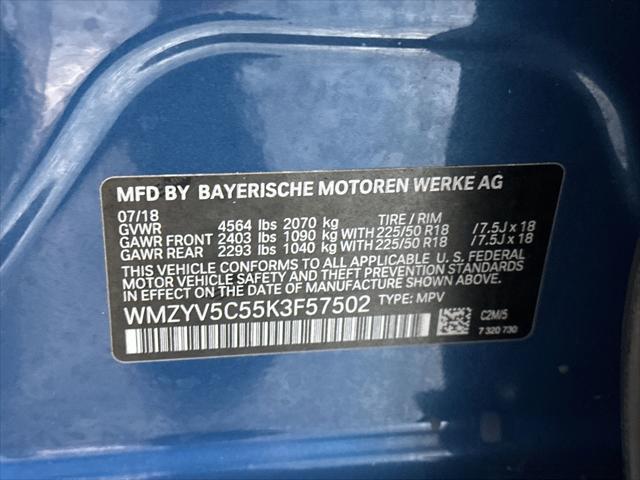 MFD BY BAYERISCHE MOTOREN WERKE AG
07/18 TIRE / RIM
GVWR 4564 lbs 2070 kg
GAWR FRONT 2403 lbs 1090 kg WITH 225/50 R18 /7.5J x 18
GAWR REAR 2293 lbs 1040 kg WITH 225/50 R18 /7.5J x 18
THIS VEHICLE CONFORMS TO ALL APPLICABLE U. S. FEDERAL
MOTOR VEHICLE SAFETY AND THEFT PREVENTION STANDARDS
IN EFFECT ON THE DATE OF MANUFACTURE SHOWN ABOVE.
WMZYV5C55K3F57502 TYPE: MPV
C2M/5
7 320 730